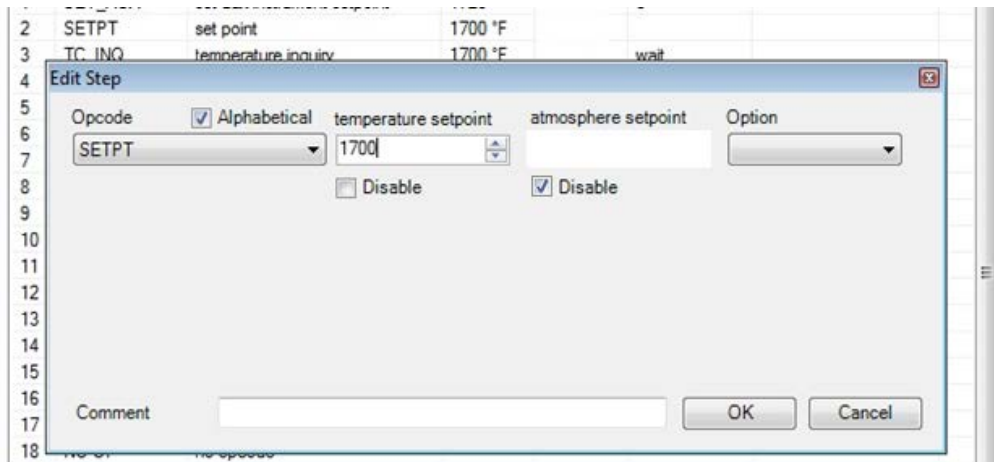 2 SETPT set point 1700 °F
3 TC_INQ temperature inquiry 1700 °F wait
4 Edit Step
5
Opcode Alphabetical temperature setpoint atmosphere setpoint Option
6
SETPT 1700
7
8 Disable Disable
9
10
11
12
13
14
15
16
Comment OK Cancel
17
18